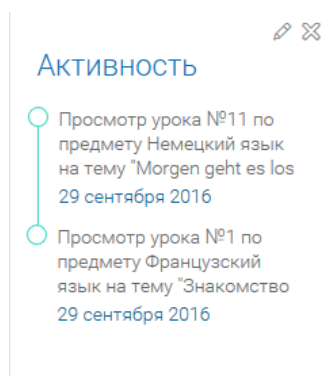 Активность
Просмотр урока №11 по
предмету Немецкий язык
на тему "Morgen geht es los
29 сентября 2016
Просмотр урока №1 по
предмету Французский
язык на тему "Знакомство
29 сентября 2016